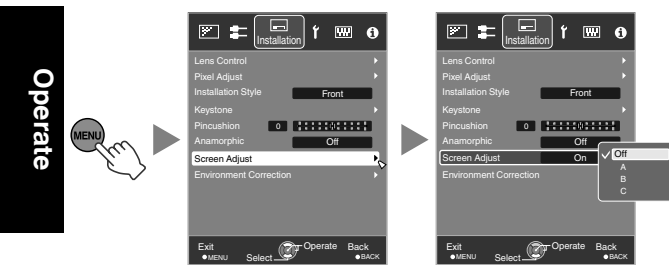 Operate
MENU
Installation
Lens Control
Pixel Adjust
Installation Style Front
Keystone
Pincushion 0
Anamorphic Off
Screen Adjust
Environment Correction
Exit Operate Back
MENU Select BACK
Installation
Lens Control
Pixel Adjust
Installation Style Front
Keystone
Pincushion 0
Anamorphic Off
Screen Adjust On
Environment Correction
Off
A
B
C
Exit Operate Back
MENU Select BACK